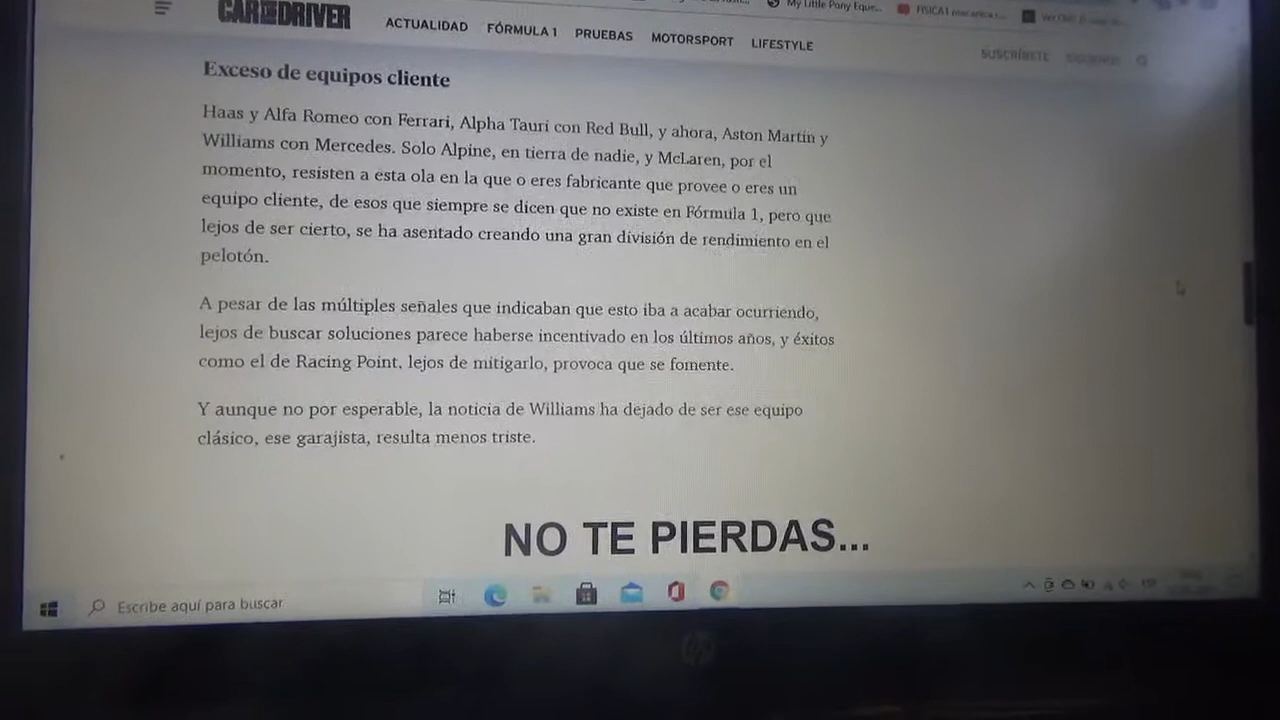 CAR AND DRIVER
ACTUALIDAD FÓRMULA 1 PRUEBAS MOTORSPORT LIFESTYLE
My Little Pony Eque...
SUSCRÍBETE
Exceso de equipos cliente
Haas y Alfa Romeo con Ferrari, Alpha Tauri con Red Bull, y ahora, Aston Martin y
Williams con Mercedes. Solo Alpine, en tierra de nadie, y McLaren, por el
momento, resisten a esta ola en la que o eres fabricante que provee o eres un
equipo cliente, de esos que siempre se dicen que no existe en Fórmula 1, pero que
lejos de ser cierto, se ha asentado creando una gran división de rendimiento en el
pelotón.
A pesar de las múltiples señales que indicaban que esto iba a acabar ocurriendo,
lejos de buscar soluciones parece haberse incentivado en los últimos años, y éxitos
como el de Racing Point, lejos de mitigarlo, provoca que se fomente.
Y aunque no por esperable, la noticia de Williams ha dejado de ser ese equipo
clásico, ese garajista, resulta menos triste.
NO TE PIERDAS...
Escribe aquí para buscar
hp